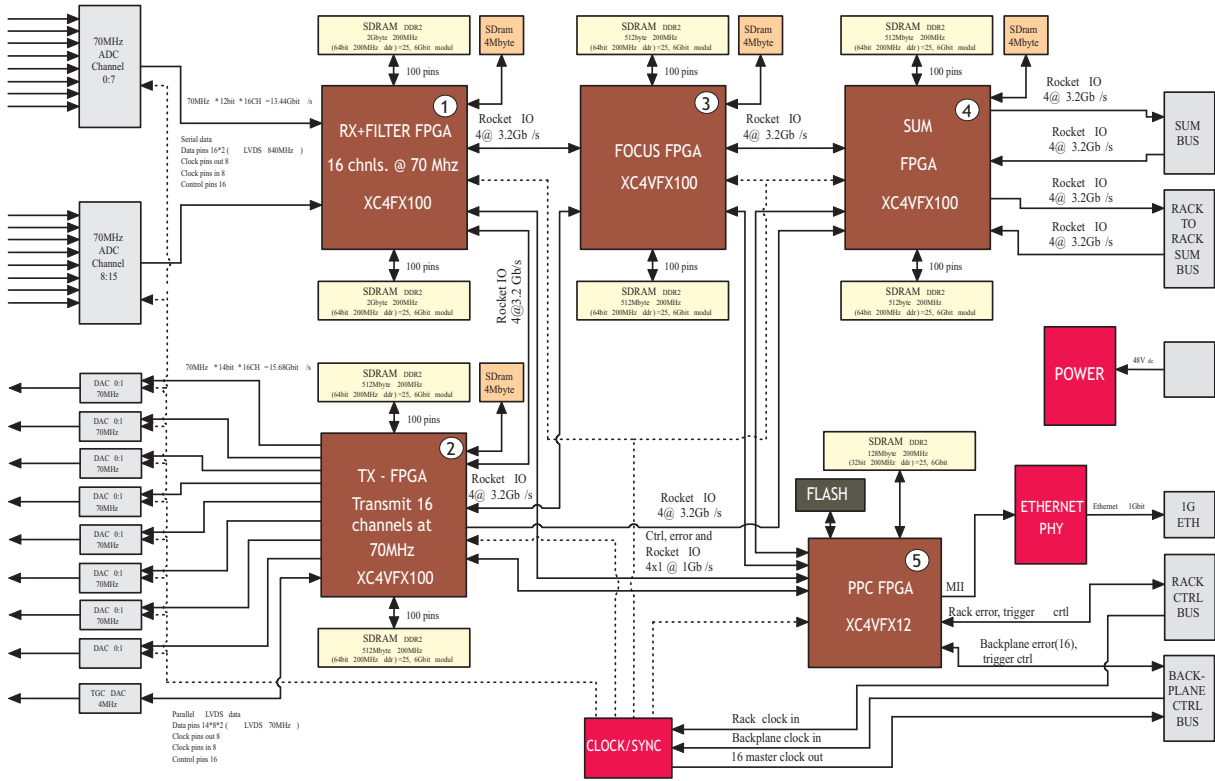 70MHz
ADC
Channel
0:7
SDRAM DDR2
2Gbyte 200MHz
(64bit 200MHz ddr)=25, 6Gbit modul
SDram
4Mbyte
100 pins
SDRAM DDR2
512byte 200MHz
(64bit 200MHz ddr)=25, 6Gbit modul
SDram
4Mbyte
100 pins
SDRAM DDR2
512Mbyte 200MHz
(64bit 200MHz ddr)=25, 6Gbit modul
SDram
4Mbyte
100 pins
70MHz *12bit *16CH =13.44Gbit /s
Serial data
Data pins 16*2 ( LVDS 840MHz )
Clock pins out 8
Clock pins in 8
Control pins 16
1
RX+FILTER FPGA
16 chnls. @ 70 Mhz
XC4FX100
Rocket IO
4@ 3.2Gb /s
3
FOCUS FPGA
XC4VFX100
Rocket IO
4@ 3.2Gb /s
4
SUM
FPGA
XC4VFX100
Rocket IO
4@ 3.2Gb /s
Rocket IO
4@ 3.2Gb /s
Rocket IO
4@ 3.2Gb /s
Rocket IO
4@ 3.2Gb /s
SUM
BUS
RACK
TO
RACK
SUM
BUS
70MHz
ADC
Channel
8:15
100 pins
SDRAM DDR2
2Gbyte 200MHz
(64bit 200MHz ddr)=25, 6Gbit modul
Rocket IO
4@3.2 Gb/s
100 pins
SDRAM DDR2
512Mbyte 200MHz
(64bit 200MHz ddr)=25, 6Gbit modul
100 pins
SDRAM DDR2
512byte 200MHz
(64bit 200MHz ddr)=25, 6Gbit modul
70MHz *14bit *16CH =15.68Gbit /s
DAC 0:1
70MHz
DAC 0:1
70MHz
DAC 0:1
70MHz
DAC 0:1
70MHz
DAC 0:1
70MHz
DAC 0:1
70MHz
DAC 0:1
70MHz
DAC 0:1
TGC DAC
4MHz
SDRAM DDR2
512Mbyte 200MHz
(64bit 200MHz ddr)=25, 6Gbit modul
SDram
4Mbyte
100 pins
2
TX - FPGA
Transmit 16
channels at
70MHz
XC4VFX100
Rocket IO
4@ 3.2Gb /s
100 pins
SDRAM DDR2
512Mbyte 200MHz
(64bit 200MHz ddr)=25, 6Gbit modul
Parallel LVDS data
Data pins 14*8*2 ( LVDS 70MHz )
Clock pins out 8
Clock pins in 8
Control pins 16
Rocket IO
4@ 3.2Gb /s
Ctrl, error and
Rocket IO
4x1 @ 1Gb /s
SDRAM DDR2
128Mbyte 200MHz
(32bit 200MHz ddr)=25, 6Gbit
FLASH
5
PPC FPGA
XC4VFX12
MII
POWER
48V dc
ETHERNET
PHY
Ethernet 1Gbit
1G
ETH
Rack error, trigger crtl
RACK
CTRL
BUS
Backplane error(16),
trigger ctrl
BACK-
PLANE
CTRL
BUS
CLOCK/SYNC
Rack clock in
Backplane clock in
16 master clock out